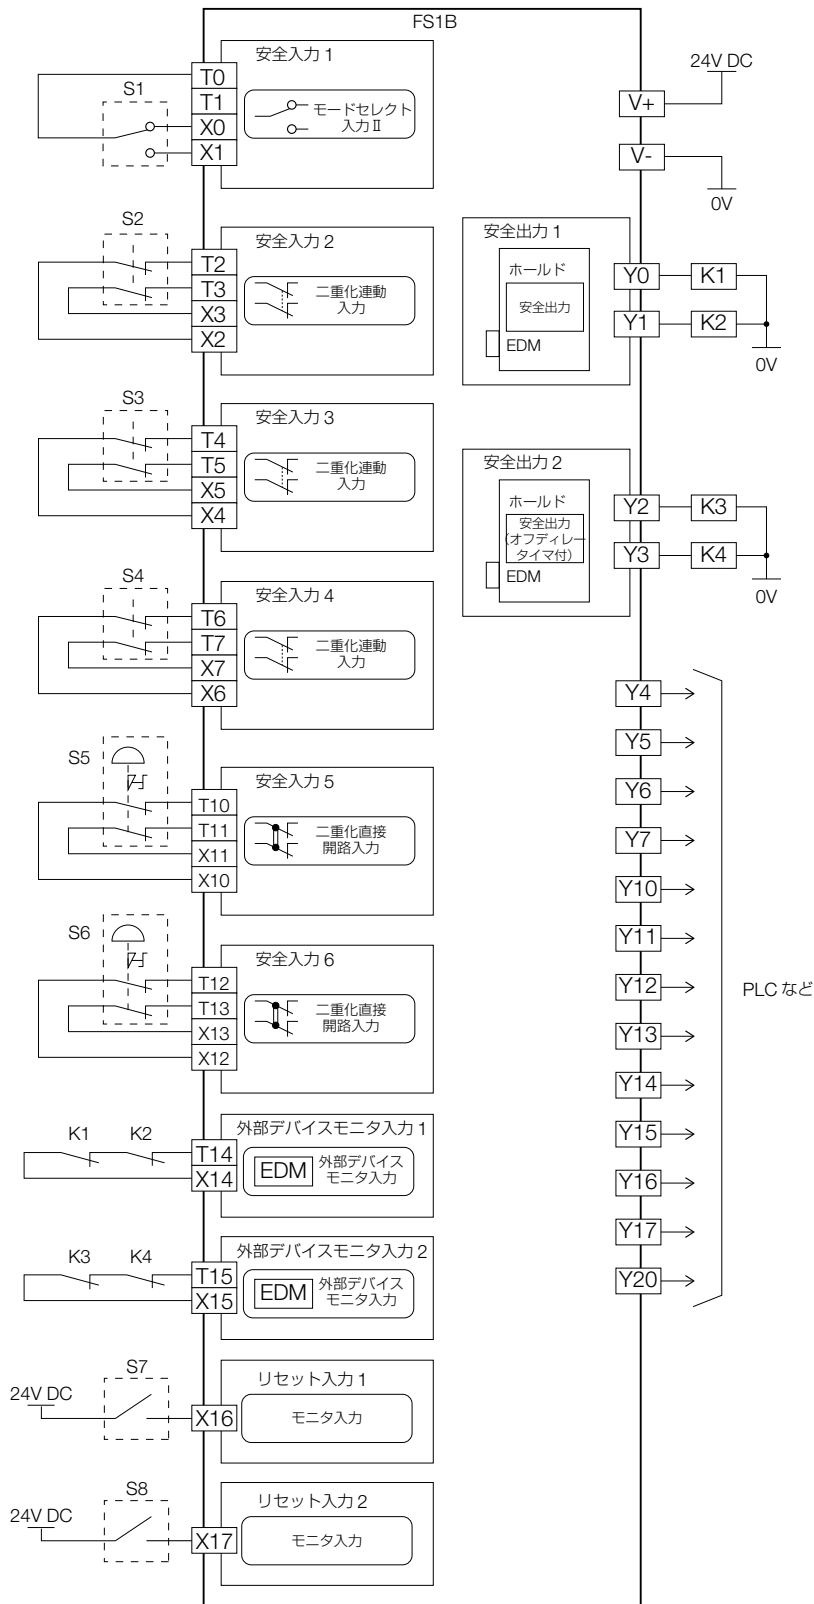 FS1B
安全入力 1
S1
T0
T1
X0
X1
モードセレクト
入力Ⅱ
24V DC
V+
V-
0V
S2
安全入力 2
T2
T3
X3
X2
二重化連動
入力
安全出力 1
ホールド
安全出力
EDM
Y0
K1
Y1
K2
0V
S3
安全入力 3
T4
T5
X5
X4
二重化連動
入力
安全出力 2
ホールド
安全出力
(オフディレー
タイマ付)
EDM
Y2
K3
Y3
K4
0V
S4
安全入力 4
T6
T7
X7
X6
二重化連動
入力
S5
安全入力 5
T10
T11
X11
X10
二重化直接
開路入力
S6
安全入力 6
T12
T13
X13
X12
二重化直接
開路入力
Y4
Y5
Y6
Y7
Y10
Y11
Y12
Y13
Y14
Y15
Y16
Y17
Y20
PLC など
K1
K2
外部デバイスモニタ入力 1
T14
X14
EDM
外部デバイス
モニタ入力
K3
K4
外部デバイスモニタ入力 2
T15
X15
EDM
外部デバイス
モニタ入力
24V DC
S7
X16
リセット入力 1
モニタ入力
24V DC
S8
X17
リセット入力 2
モニタ入力